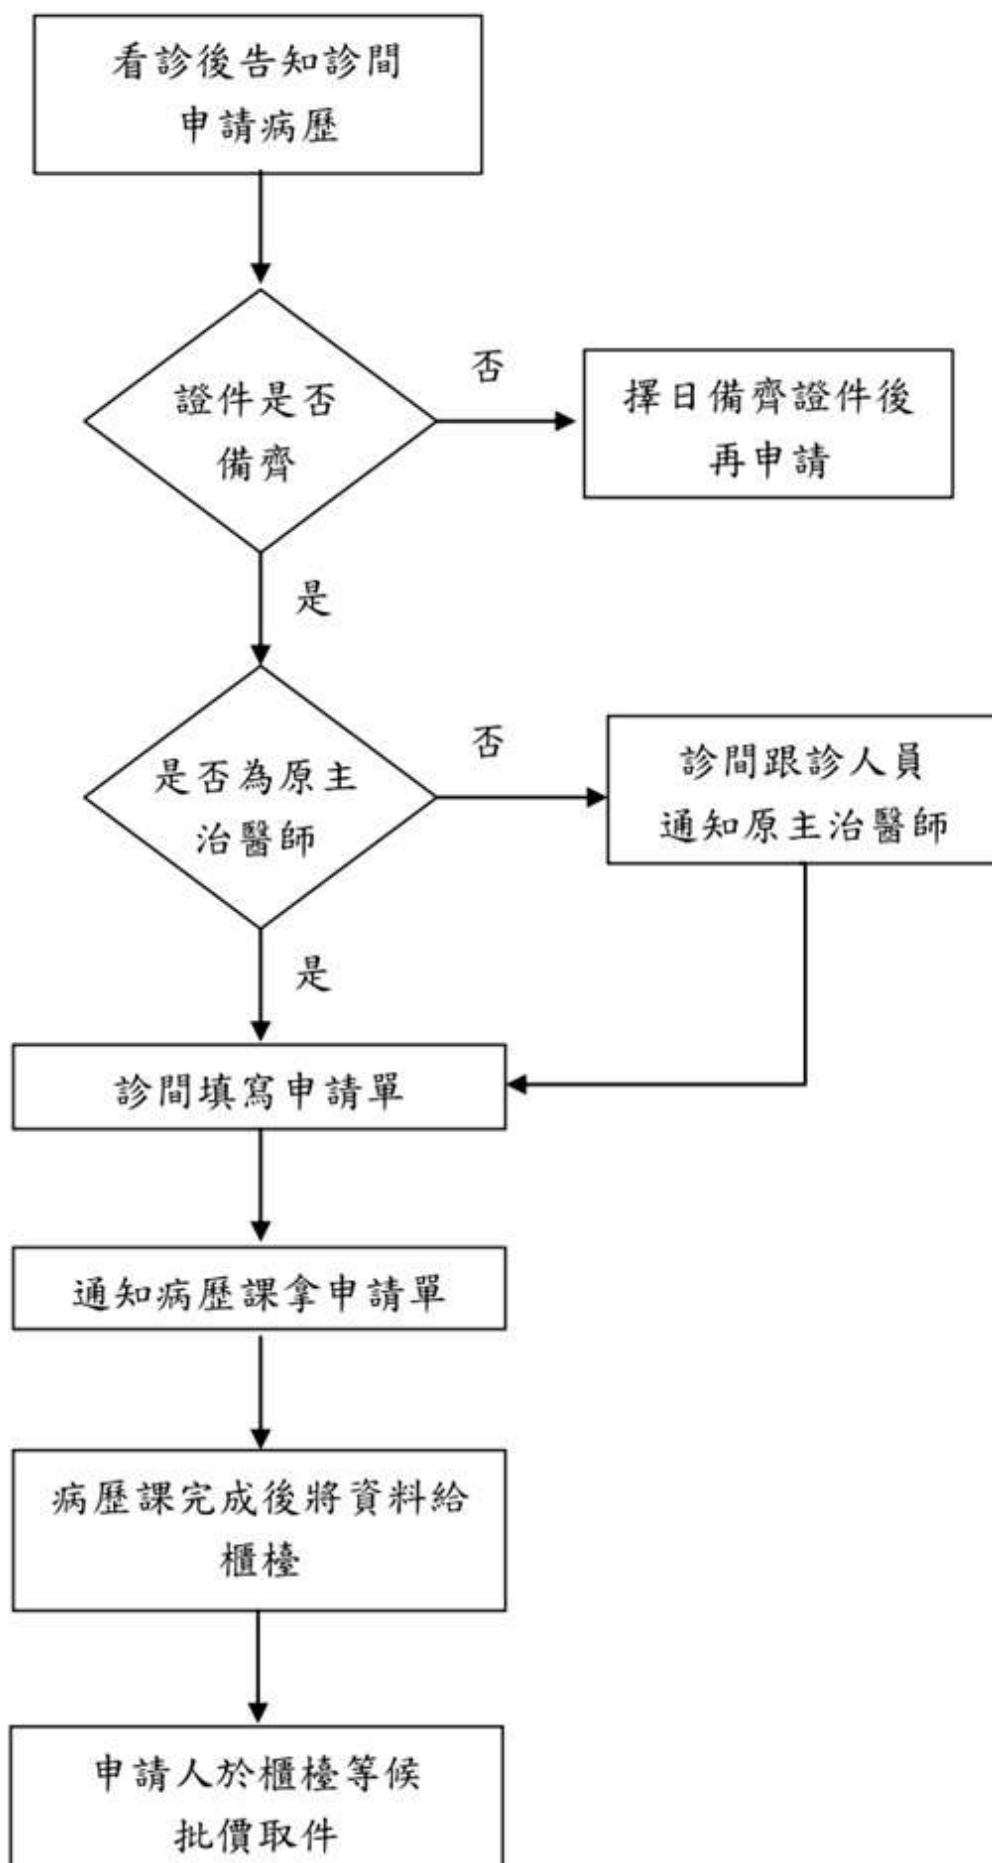 看診後告知診間
申請病歷
證件是否
備齊
否
擇日備齊證件後
再申請
是
是否為原主
治醫師
否
診間跟診人員
通知原主治醫師
是
診間填寫申請單
通知病歷課拿申請單
病歷課完成後將資料給
櫃檯
申請人於櫃檯等候
批價取件